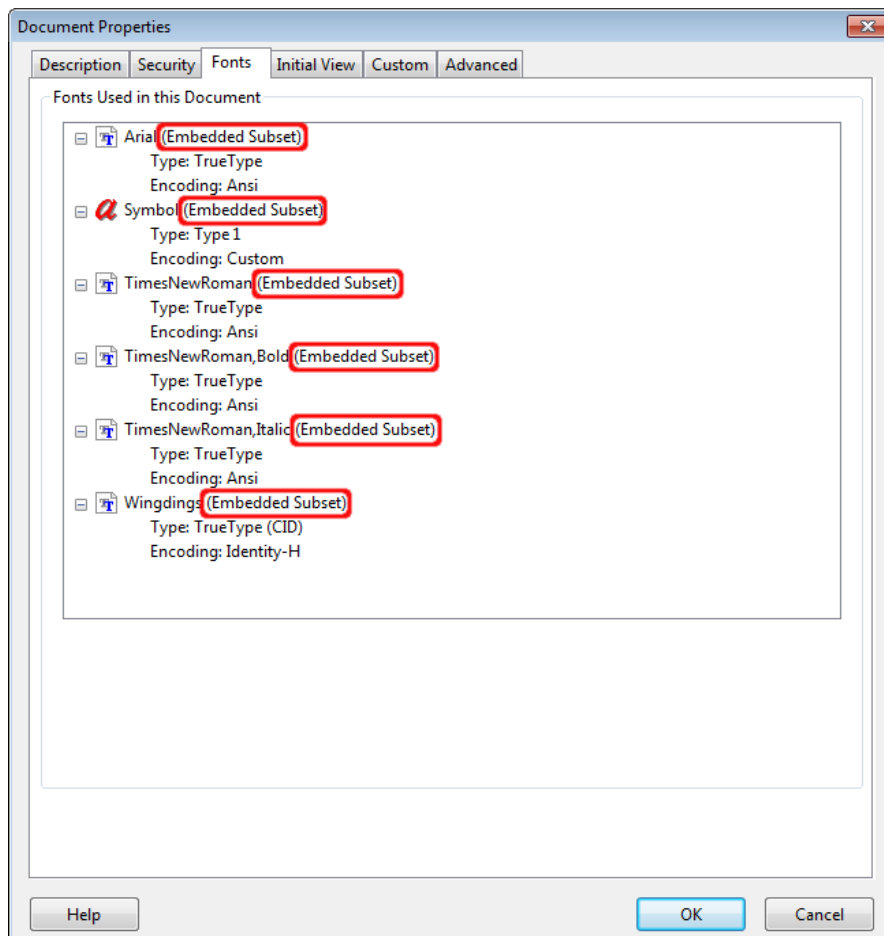 Document Properties
Description Security Fonts Initial View Custom Advanced
Fonts Used in this Document
Arial (Embedded Subset)
Type: TrueType
Encoding: Ansi
Symbol (Embedded Subset)
Type: Type 1
Encoding: Custom
TimesNewRoman (Embedded Subset)
Type: TrueType
Encoding: Ansi
TimesNewRoman,Bold (Embedded Subset)
Type: TrueType
Encoding: Ansi
TimesNewRoman,Italic (Embedded Subset)
Type: TrueType
Encoding: Ansi
Wingdings (Embedded Subset)
Type: TrueType (CID)
Encoding: Identity-H
Help OK Cancel